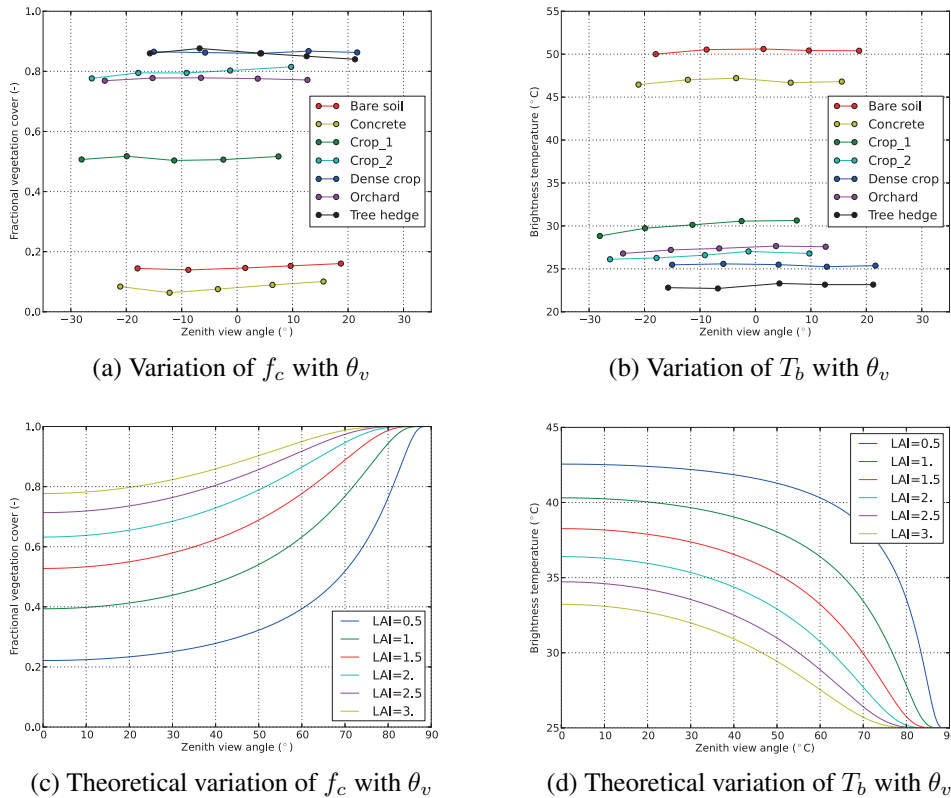 1.0
0.8
0.6
0.4
0.2
0.0
Fractional vegetation cover (-)
Bare soil
Concrete
Crop_1
Crop_2
Dense crop
Orchard
Tree hedge
−30 −20 −10 0 10 20 30
Zenith view angle (°)
(a) Variation of f_c with θ_v
55
50
45
40
35
30
25
20
Brightness temperature (°C)
Bare soil
Concrete
Crop_1
Crop_2
Dense crop
Orchard
Tree hedge
−30 −20 −10 0 10 20 30
Zenith view angle (°)
(b) Variation of T_b with θ_v
1.0
0.8
0.6
0.4
0.2
0.0
Fractional vegetation cover (-)
LAI=0.5
LAI=1.
LAI=1.5
LAI=2.
LAI=2.5
LAI=3.
0 10 20 30 40 50 60 70 80 90
Zenith view angle (°)
(c) Theoretical variation of f_c with θ_v
45
40
35
30
25
Brightness temperature (°C)
LAI=0.5
LAI=1.
LAI=1.5
LAI=2.
LAI=2.5
LAI=3.
0 10 20 30 40 50 60 70 80 90
Zenith view angle (°C)
(d) Theoretical variation of T_b with θ_v